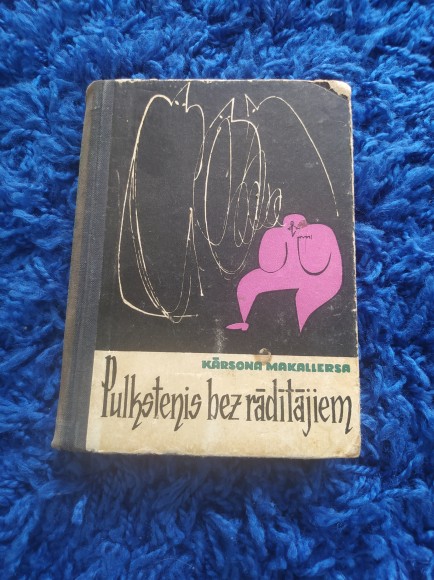 KĀRSONA MAKALLERSA
Pulkstenis bez rādītājiem